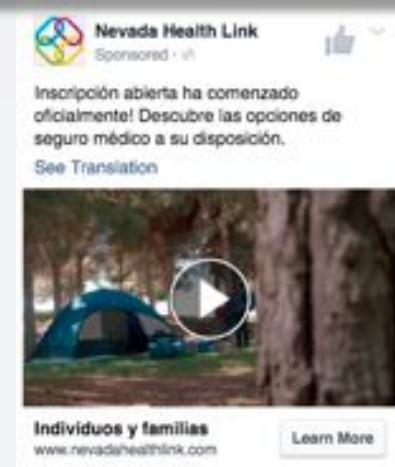 Nevada Health Link
Sponsored ·
Inscripción abierta ha comenzado
oficialmente! Descubre las opciones de
seguro médico a su disposición.
See Translation
Individuos y familias
www.nevadahealthlink.com
Learn More